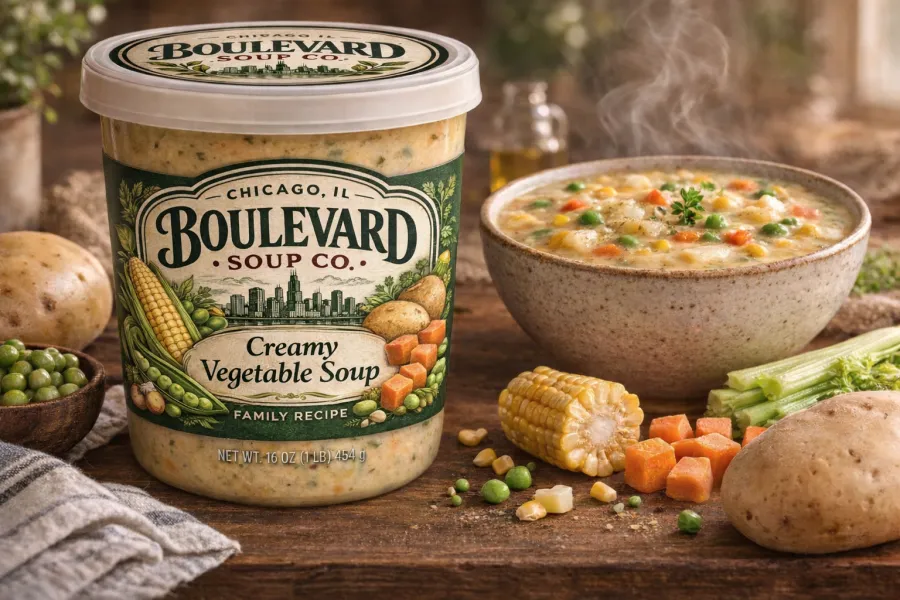 CHICAGO, IL
BOULEVARD
SOUP CO.
CHICAGO, IL
BOULEVARD
• SOUP CO. •
Creamy
Vegetable Soup
FAMILY RECIPE
NET WT. 16 OZ (1 LB) 454 g